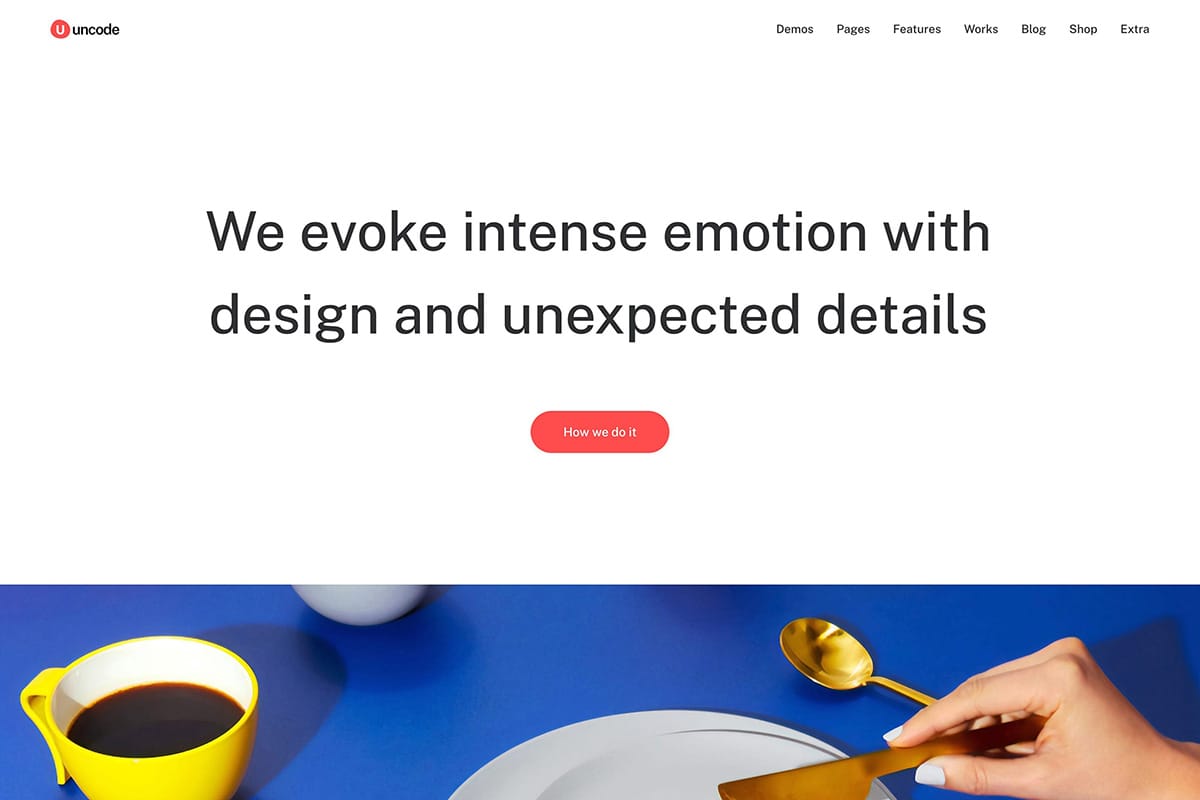 u uncode
Demos Pages Features Works Blog Shop Extra
We evoke intense emotion with
design and unexpected details
How we do it